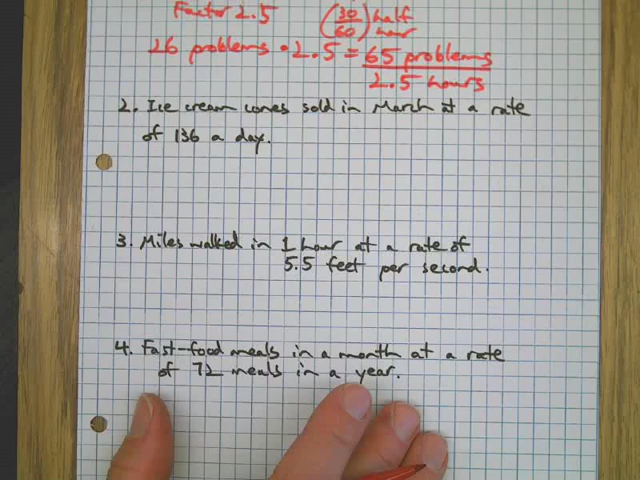 Factor 2.5 (30/60) half hour
26 problems · 2.5 = 65 problems / 2.5 hours
2. Ice cream cones sold in March at a rate
of 136 a day.
3. Miles walked in 1 hour at a rate of
5.5 feet per second.
4. Fast-food meals in a month at a rate
of 72 meals in a year.